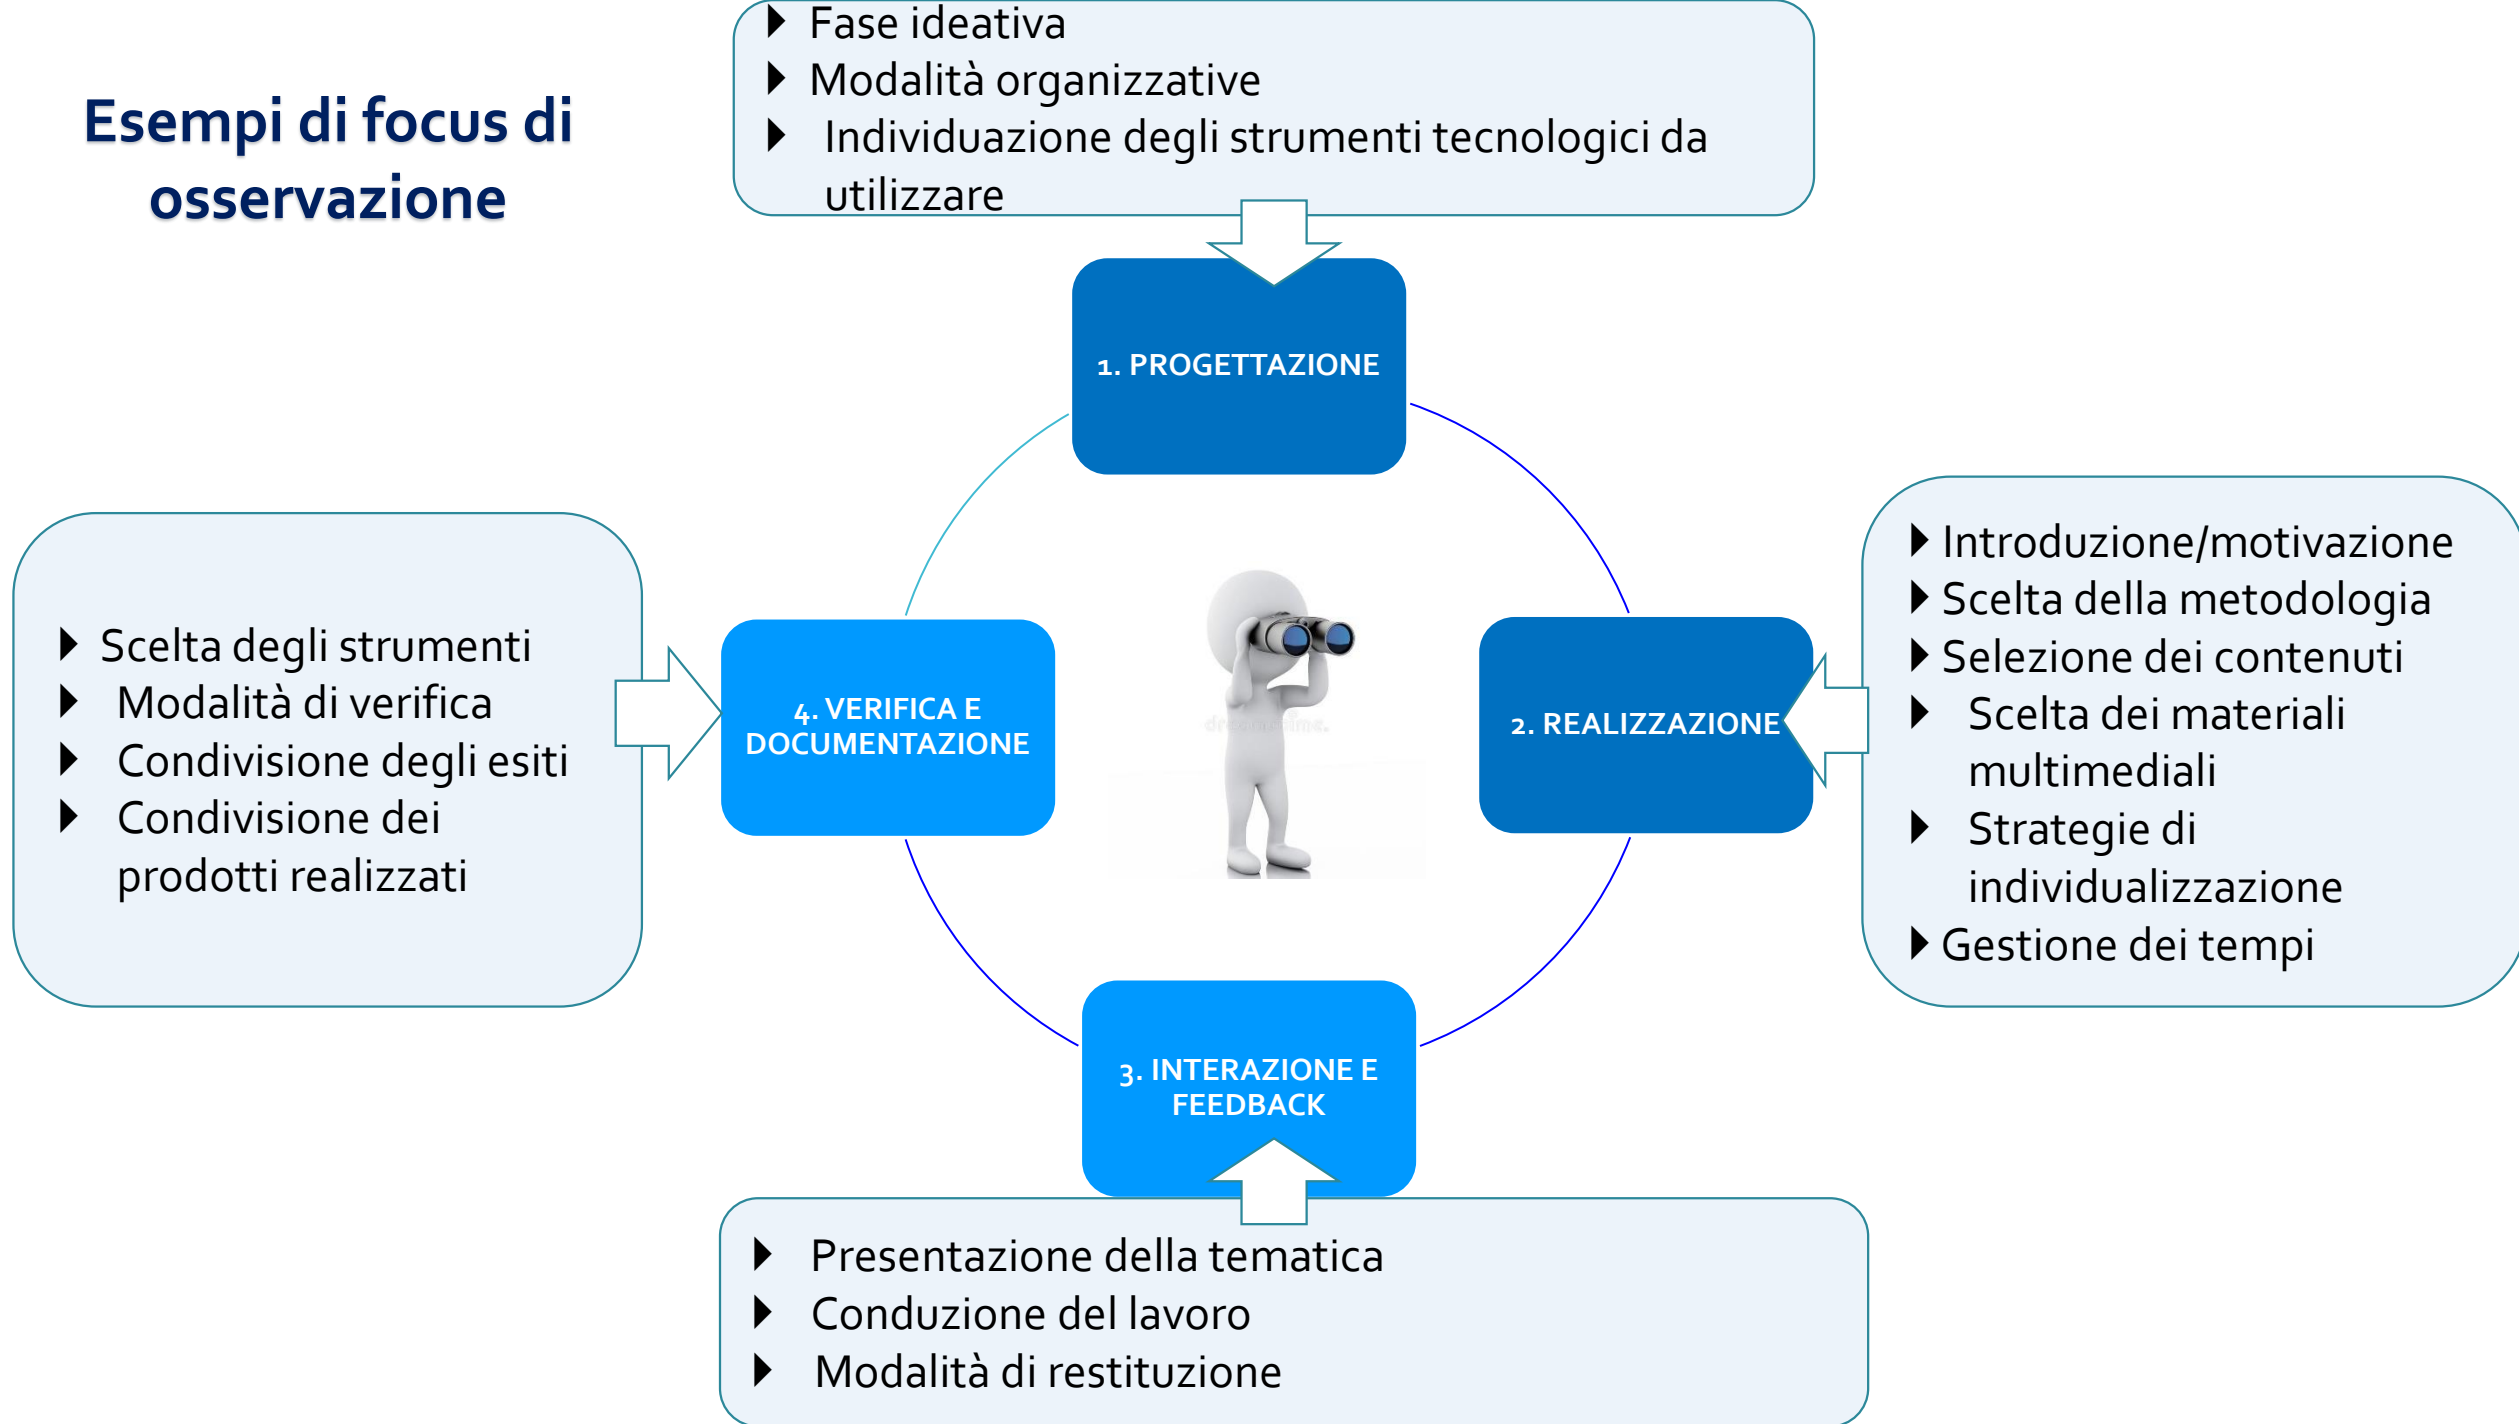 Esempi di focus di
osservazione
Fase ideativa
Modalità organizzative
Individuazione degli strumenti tecnologici da
utilizzare
1. PROGETTAZIONE
Introduzione/motivazione
Scelta della metodologia
Selezione dei contenuti
Scelta dei materiali
multimediali
Strategie di
individualizzazione
Gestione dei tempi
2. REALIZZAZIONE
3. INTERAZIONE E
FEEDBACK
Presentazione della tematica
Conduzione del lavoro
Modalità di restituzione
4. VERIFICA E
DOCUMENTAZIONE
Scelta degli strumenti
Modalità di verifica
Condivisione degli esiti
Condivisione dei
prodotti realizzati